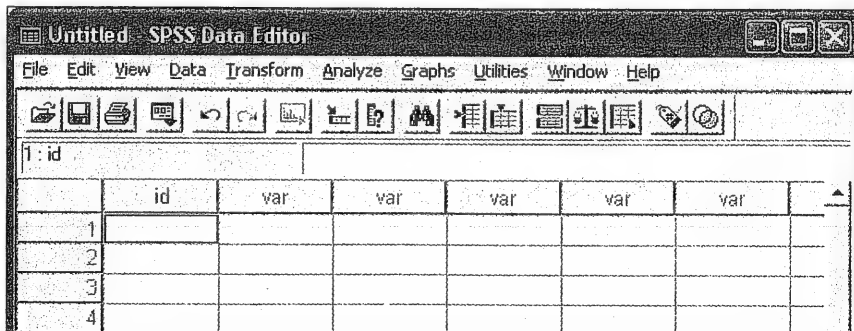 Untitled - SPSS Data Editor
File Edit View Data Transform Analyze Graphs Utilities Window Help
1 : id
id var var var var var
1
2
3
4